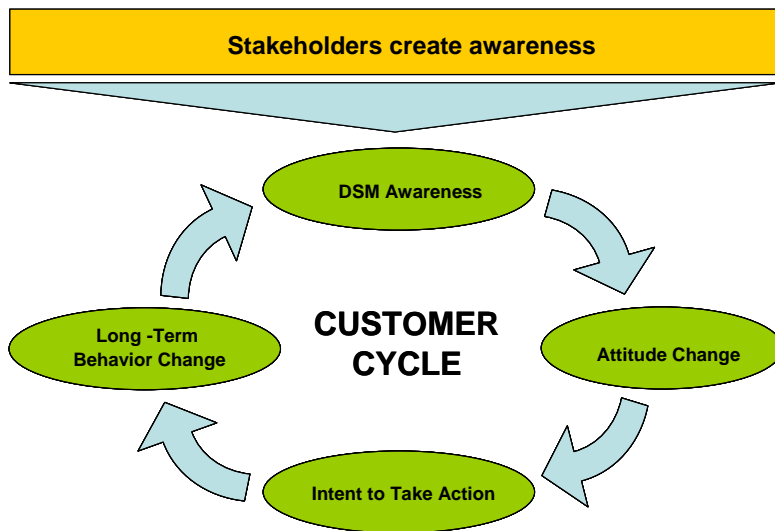 Stakeholders create awareness
DSM Awareness
Attitude Change
Intent to Take Action
Long -Term
Behavior Change
CUSTOMER
CYCLE